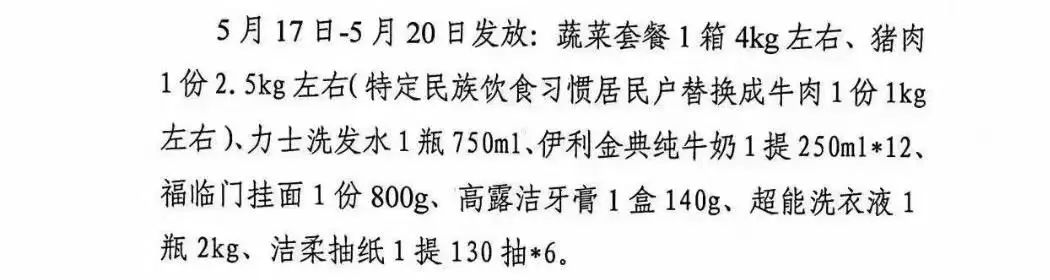 5月17日-5月20日发放：蔬菜套餐1箱4kg左右、猪肉
1份2.5kg左右(特定民族饮食习惯居民户替换成牛肉1份1kg
左右)、力士洗发水1瓶750ml、伊利金典纯牛奶1提250ml*12、
福临门挂面1份800g、高露洁牙膏1盒140g、超能洗衣液1
瓶2kg、洁柔抽纸1提130抽*6。